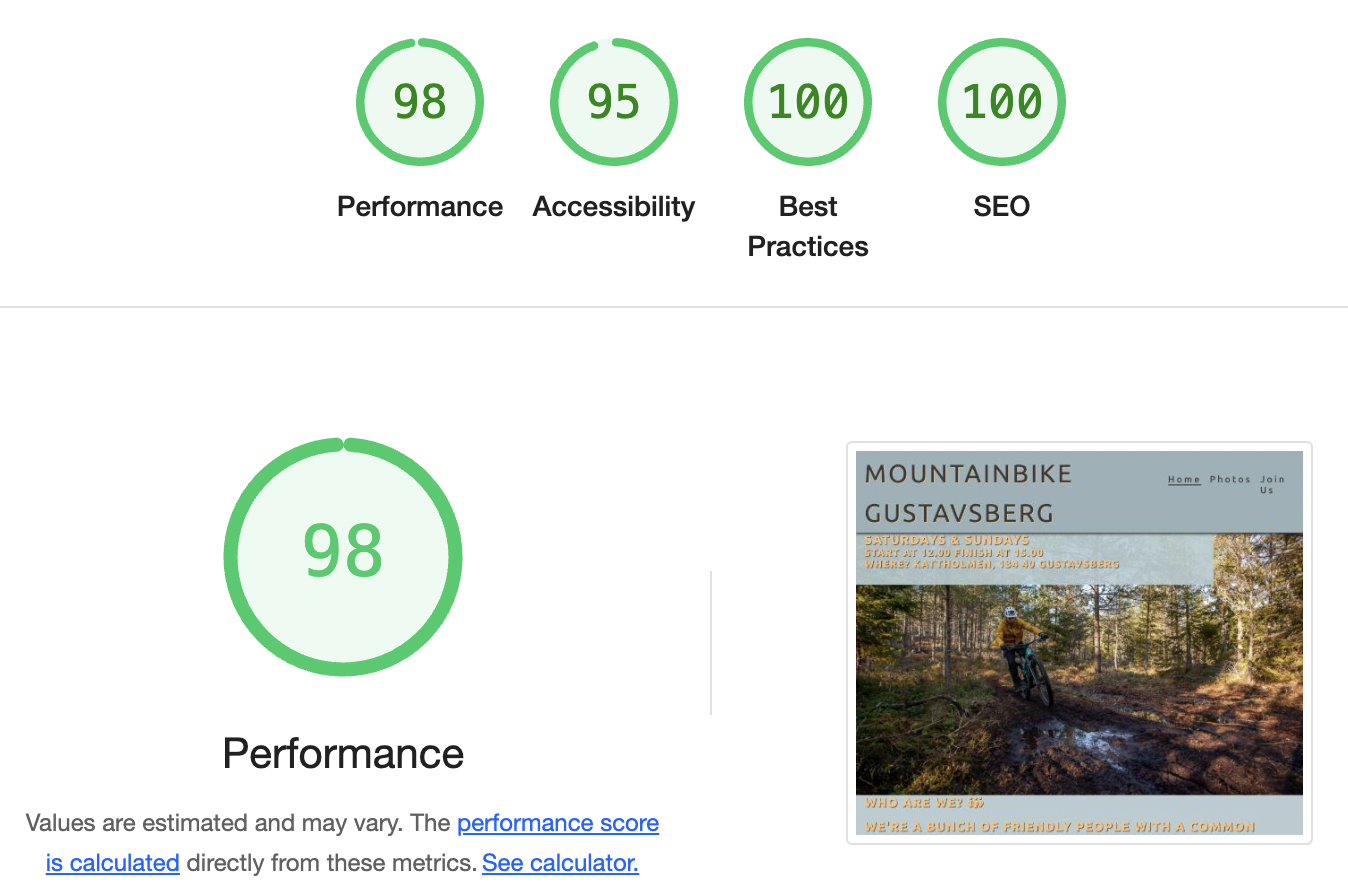 98
95
100
100
Performance
Accessibility
Best
Practices
SEO
98
Performance
Values are estimated and may vary. The performance score
is calculated directly from these metrics. See calculator.
MOUNTAINBIKE
GUSTAVSBERG
Home Photos Join
Us
SATURDAYS & SUNDAYS
START AT 12.00 FINISH AT 15.00
WHERE? KATTHOLMEN, 134 40 GUSTAVSBERG
WHO ARE WE?
WE'RE A BUNCH OF FRIENDLY PEOPLE WITH A COMMON